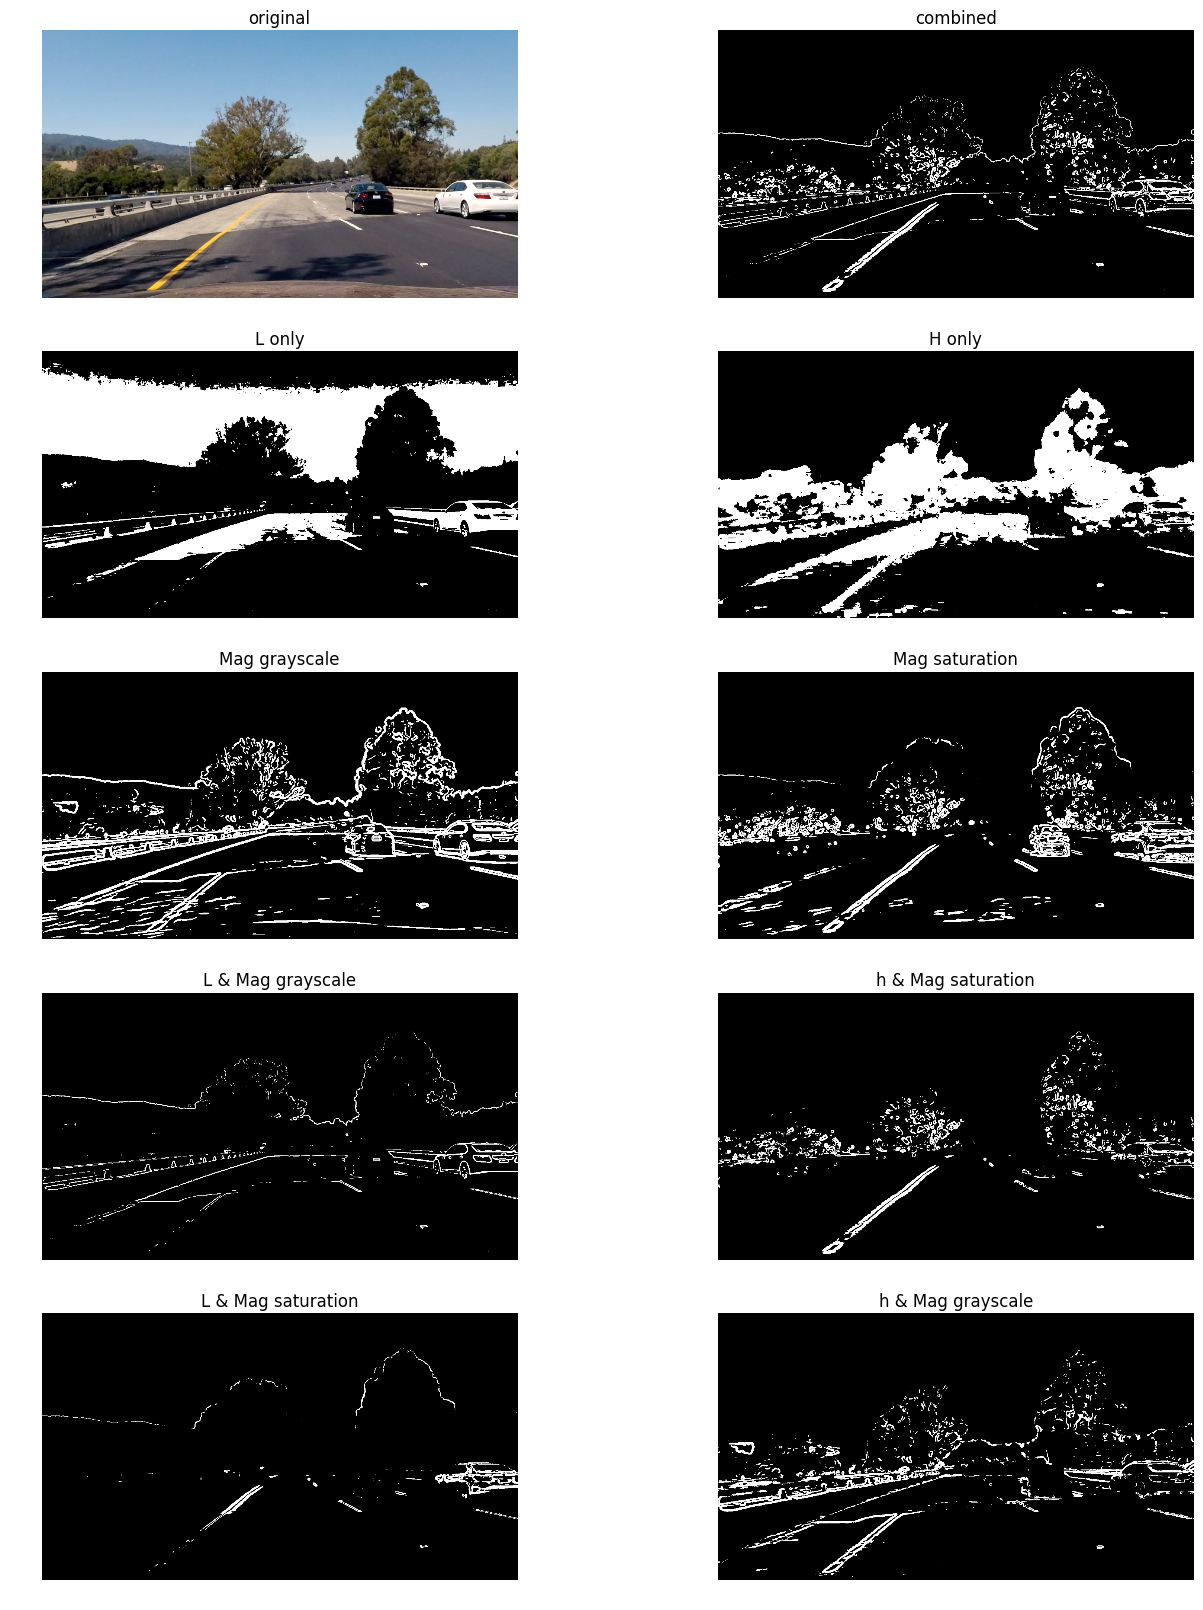 original
combined
L only
H only
Mag grayscale
Mag saturation
L & Mag grayscale
h & Mag saturation
L & Mag saturation
h & Mag grayscale